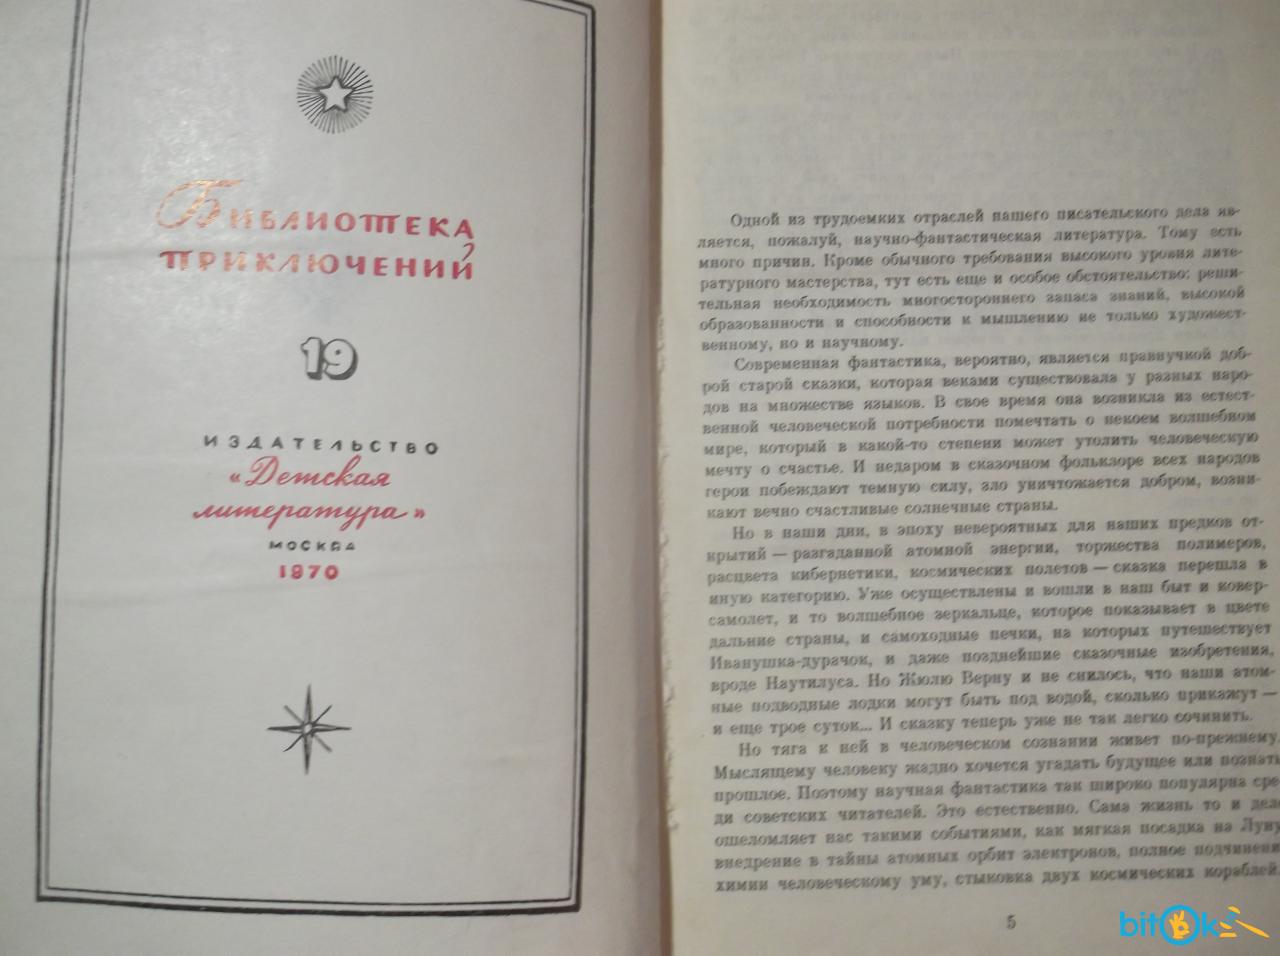 Библиотека
приключений
19
ИЗДАТЕЛЬСТВО
«Детская
литература»
МОСКВА
1970
Одной из трудоемких отраслей нашего писательского дела яв-
ляется, пожалуй, научно-фантастическая литература. Тому есть
много причин. Кроме обычного требования высокого уровня лите-
ратурного мастерства, тут есть еще и особое обстоятельство: реши-
тельная необходимость многостороннего запаса знаний, высокой
образованности и способности к мышлению не только художест-
венному, но и научному.
Современная фантастика, вероятно, является правнучкой доб-
рой старой сказки, которая веками существовала у разных наро-
дов на множестве языков. В свое время она возникла из естест-
венной человеческой потребности помечтать о некоем волшебном
мире, который в какой-то степени может утолить человеческую
мечту о счастье. И недаром в сказочном фольклоре всех народов
герои побеждают темную силу, зло уничтожается добром, возни-
кают вечно счастливые солнечные страны.
Но в наши дни, в эпоху невероятных для наших предков от-
крытий — разгаданной атомной энергии, торжества полимеров,
расцвета кибернетики, космических полетов — сказка перешла в
иную категорию. Уже осуществлены и вошли в наш быт и ковер-
самолет, и то волшебное зеркальце, которое показывает в цвете
дальние страны, и самоходные печки, на которых путешествует
Иванушка-дурачок, и даже позднейшие сказочные изобретения,
вроде Наутилуса. Но Жюлю Верну и не снилось, что наши атом-
ные подводные лодки могут быть под водой, сколько прикажут —
и еще трое суток... И сказку теперь уже не так легко сочинить.
Но тяга к ней в человеческом сознании живет по-прежнему.
Мыслящему человеку жадно хочется угадать будущее или познать
прошлое. Поэтому научная фантастика так широко популярна сре-
ди советских читателей. Это естественно. Сама жизнь то и дело
ошеломляет нас такими событиями, как мягкая посадка на Луну,
внедрение в тайны атомных орбит электронов, полное подчинени
химии человеческому уму, стыковка двух космических кораблей.
5
bitOk